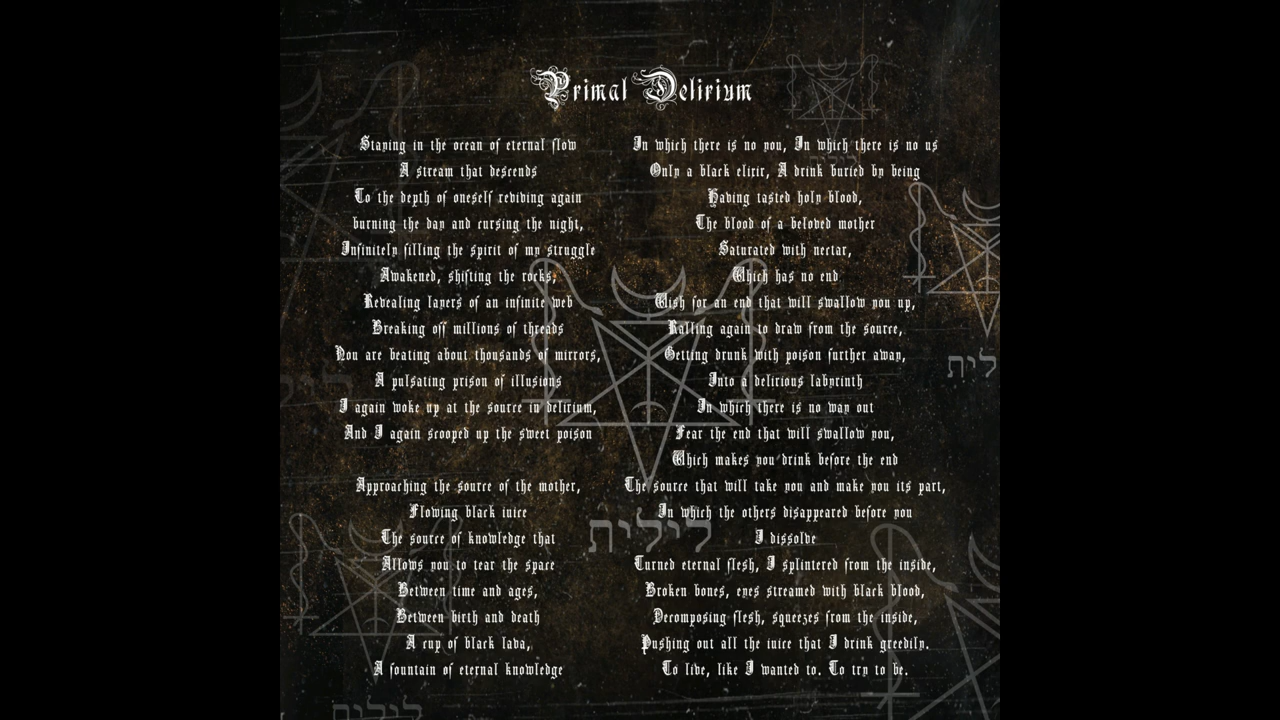 Primal Delirium
Staying in the ocean of eternal flow
A stream that descends
To the depth of oneself reviving again
burning the day and cursing the night,
Infinitely filling the spirit of my struggle
Awakened, shifting the rocks,
Revealing layers of an infinite web
Breaking off millions of threads
You are beating about thousands of mirrors,
A pulsating prison of illusions
I again woke up at the source in delirium,
And I again scooped up the sweet poison
Approaching the source of the mother,
Flowing black juice
The source of knowledge that
Allows you to tear the space
Between time and ages,
Between birth and death
A cup of black lava,
A fountain of eternal knowledge
In which there is no you, In which there is no us
Only a black elixir, A drink buried by being
Having tasted holy blood,
The blood of a beloved mother
Saturated with nectar,
Which has no end
Wish for an end that will swallow you up,
Falling again to draw from the source,
Getting drunk with poison further away,
Into a delirious labyrinth
In which there is no way out
Fear the end that will swallow you,
Which makes you drink before the end
The source that will take you and make you its part,
In which the others disappeared before you
I dissolve
Turned eternal flesh, I splintered from the inside,
Broken bones, eyes streamed with black blood,
Decomposing flesh, squeezes from the inside,
Pushing out all the juice that I drink greedily.
To live, like I wanted to. To try to be.
לילית
לית
לילית